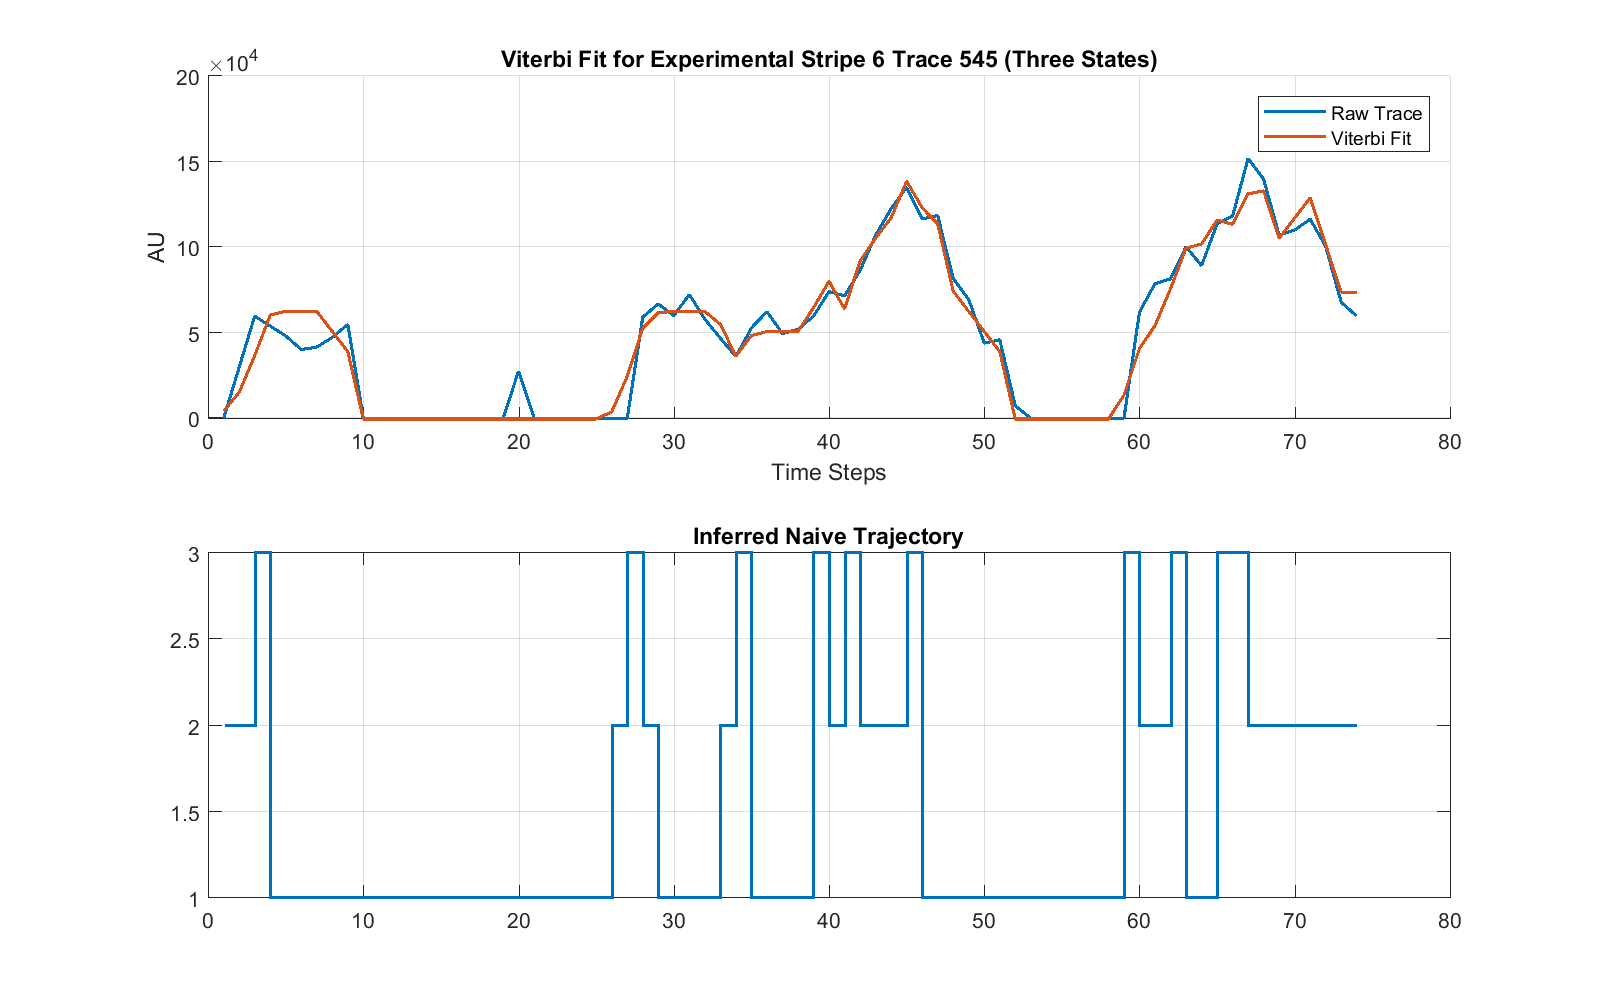 Viterbi Fit for Experimental Stripe 6 Trace 545 (Three States)
×10⁴
20
15
10
5
0
AU
Raw Trace
Viterbi Fit
0 10 20 30 40 50 60 70 80
Time Steps
Inferred Naive Trajectory
3
2.5
2
1.5
1
0 10 20 30 40 50 60 70 80